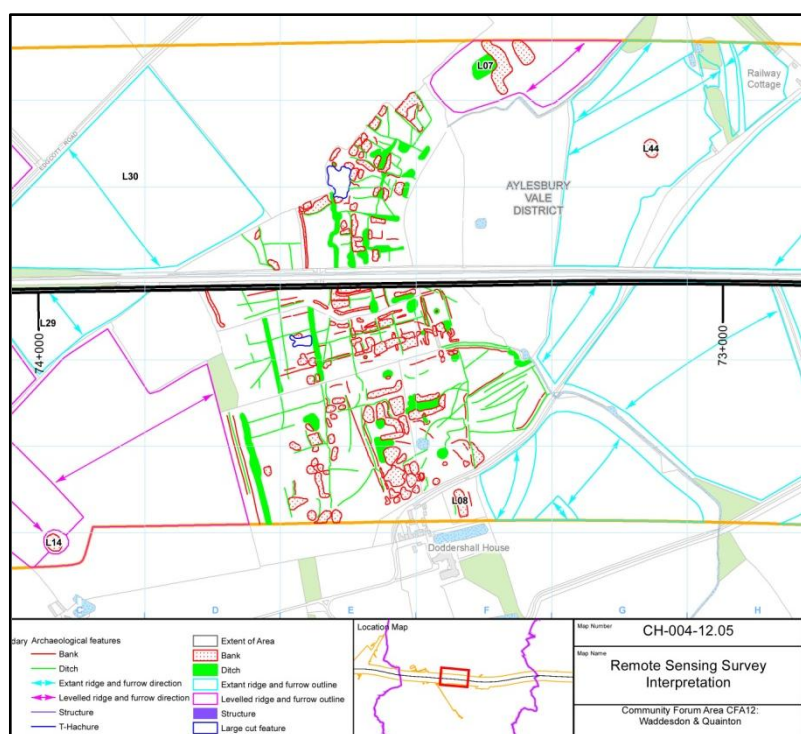 L07
Railway
Cottage
EDGCOTT ROAD
L44
L30
AYLESBURY
VALE
DISTRICT
L29
74+000
73+000
L08
L14
Doddershall House
C D E F G H
dary Archaeological features
Bank
Ditch
Extant ridge and furrow direction
Levelled ridge and furrow direction
Structure
T-Hachure
Extent of Area
Bank
Ditch
Extant ridge and furrow outline
Levelled ridge and furrow outline
Structure
Large cut feature
Location Map
Map Number
CH-004-12.05
Map Name
Remote Sensing Survey
Interpretation
Community Forum Area CFA12:
Waddesdon & Quainton